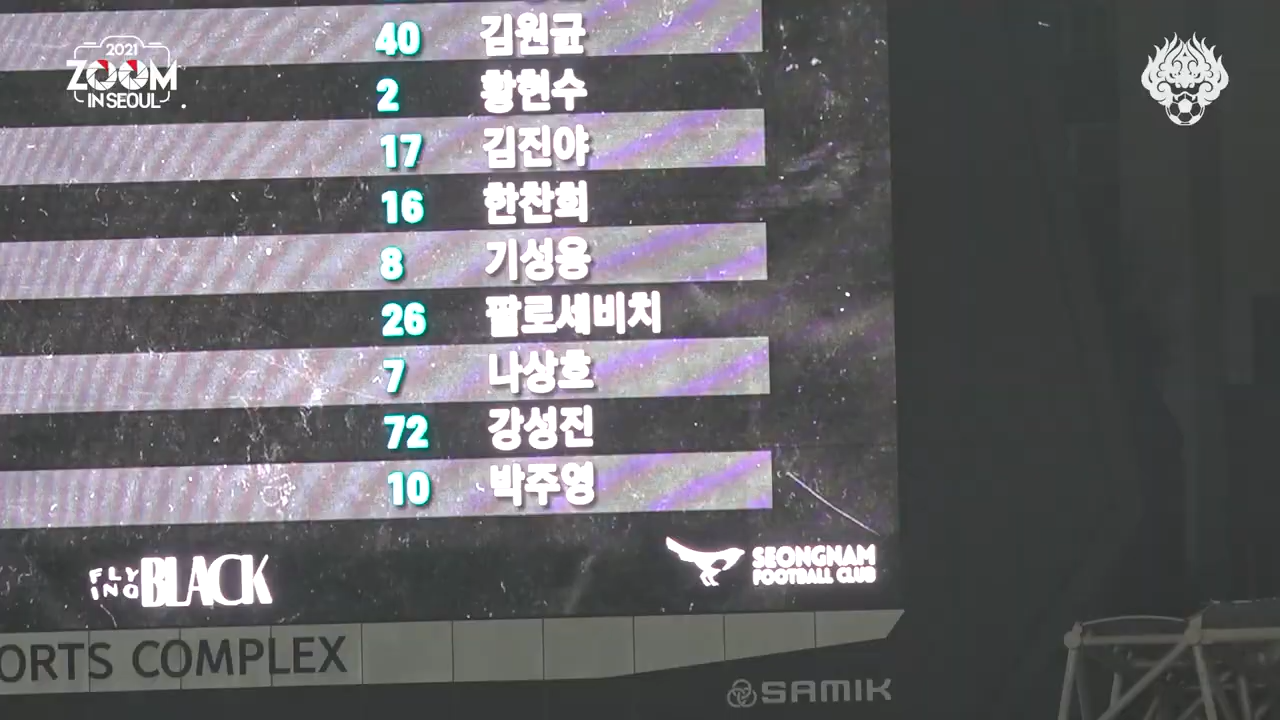 2021
ZOOM
IN SEOUL
40 김원균
2 황현수
17 김진야
16 한찬희
8 기성용
26 팔로세비치
7 나상호
72 강성진
10 박주영
FLY
ING BLACK
SEONGNAM
FOOTBALL CLUB
ORTS COMPLEX
SAMIK